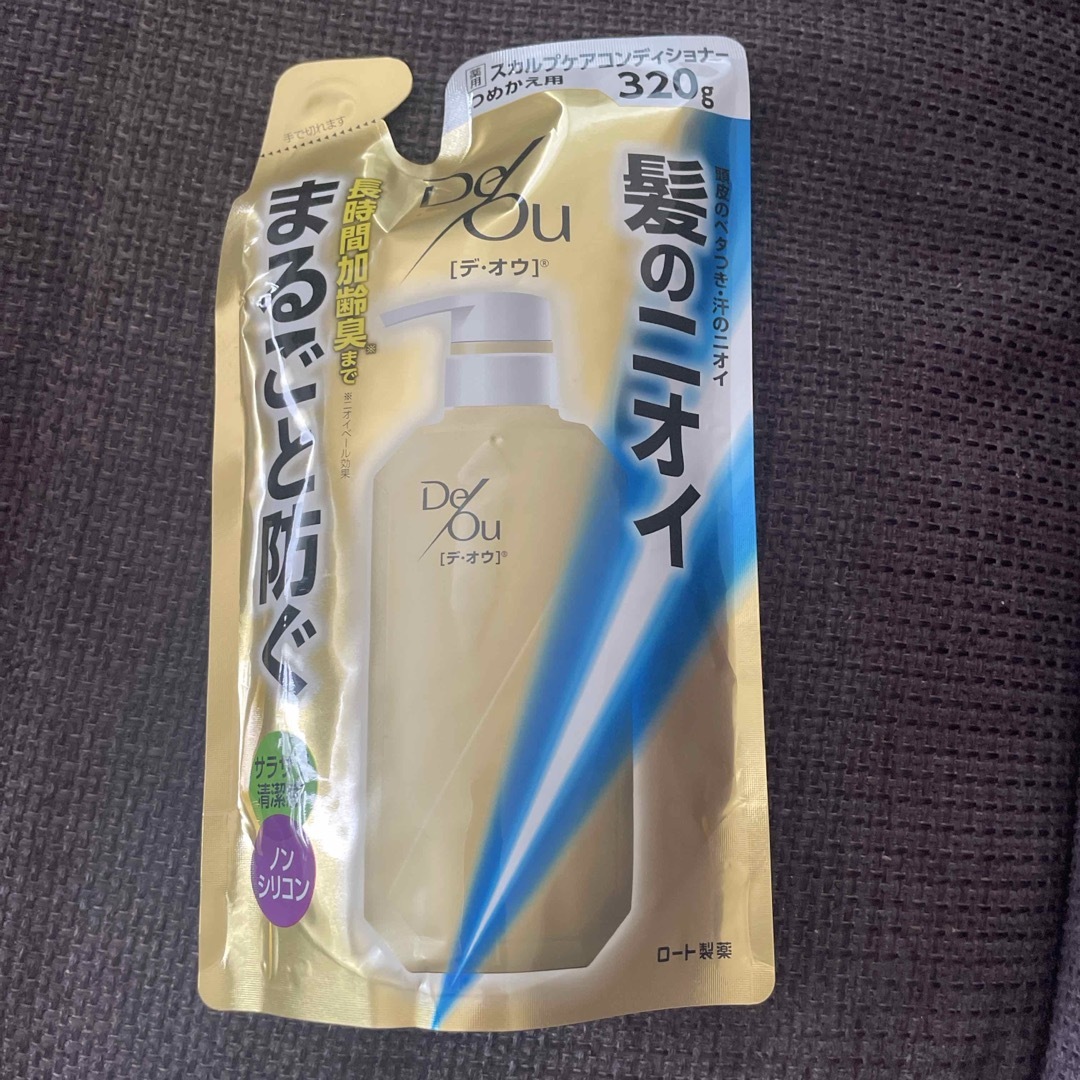 薬用 スカルプケアコンディショナー
つめかえ用 320g
手で切れます
De/Ou
[デ・オウ]®
頭皮のベタつき・汗のニオイ
髪のニオイ
長時間加齢臭まで※
※ニオイベール効果
まるごと防ぐ
De/Ou
[デ・オウ]®
清潔
ノン
シリコン
ロート製薬